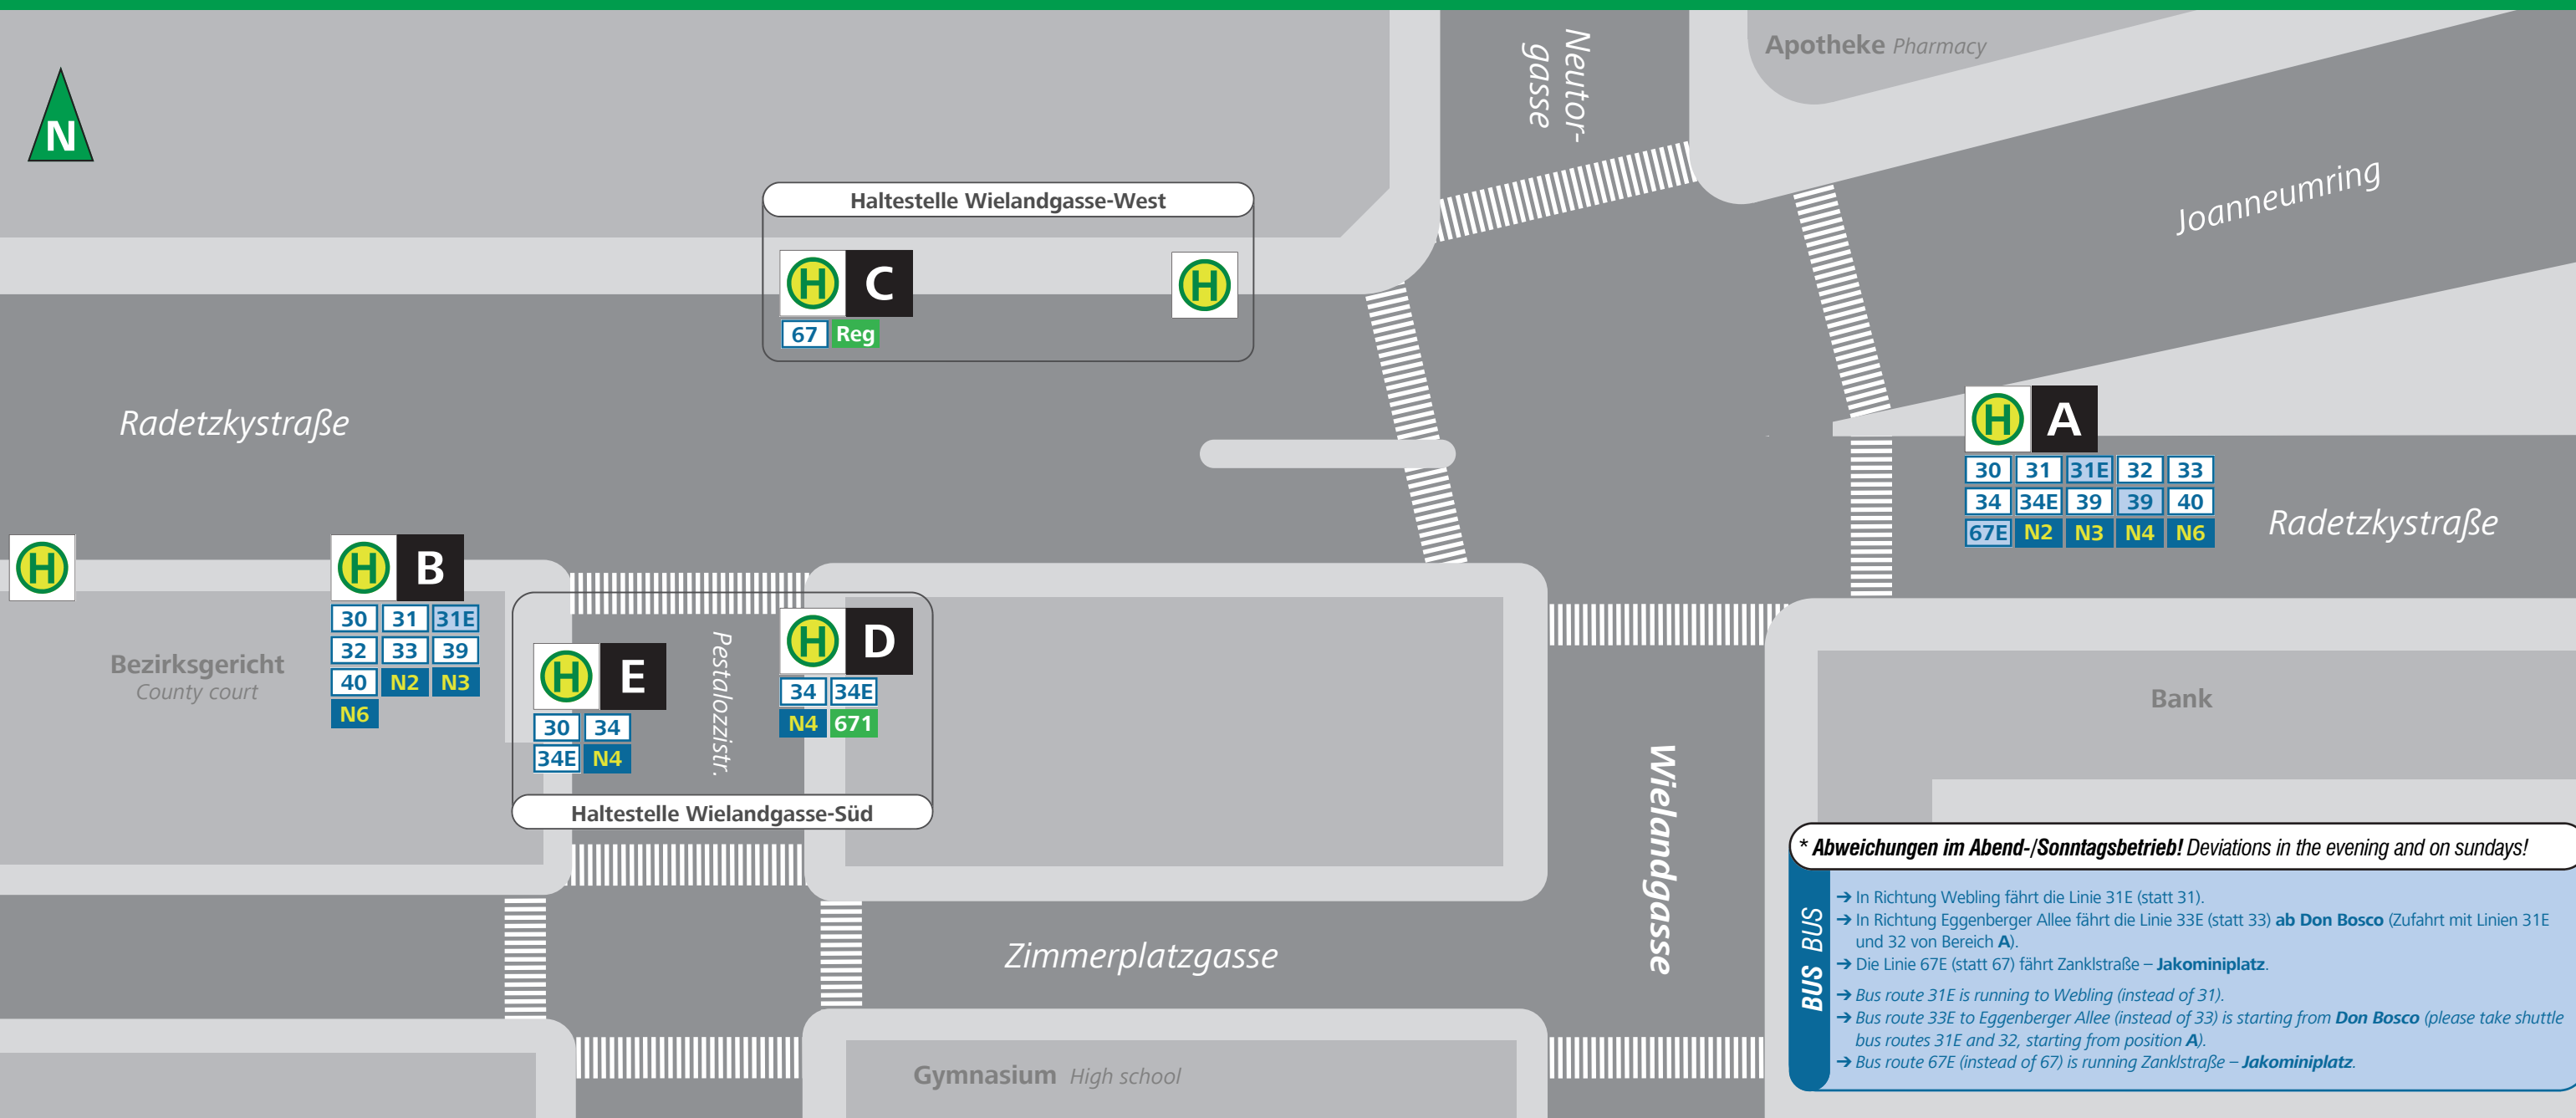 N
Neutor-
gasse
Apotheke Pharmacy
Joanneumring
Haltestelle Wielandgasse-West
H C
H
67 Reg
Radetzkystraße
H A
30 31 31E 32 33
34 34E 39 39 40
67E N2 N3 N4 N6
Radetzkystraße
H
H B
30 31 31E
32 33 39
40 N2 N3
N6
Bezirksgericht
County court
H E
30 34
34E N4
Pestalozzistr.
H D
34 34E
N4 671
Haltestelle Wielandgasse-Süd
Bank
Wielandgasse
Zimmerplatzgasse
Gymnasium High school
* Abweichungen im Abend-/Sonntagsbetrieb! Deviations in the evening and on sundays!
BUS BUS
➔ In Richtung Webling fährt die Linie 31E (statt 31).
➔ In Richtung Eggenberger Allee fährt die Linie 33E (statt 33) ab Don Bosco (Zufahrt mit Linien 31E
und 32 von Bereich A).
➔ Die Linie 67E (statt 67) fährt Zanklstraße – Jakominiplatz.
➔ Bus route 31E is running to Webling (instead of 31).
➔ Bus route 33E to Eggenberger Allee (instead of 33) is starting from Don Bosco (please take shuttle
bus routes 31E and 32, starting from position A).
➔ Bus route 67E (instead of 67) is running Zanklstraße – Jakominiplatz.